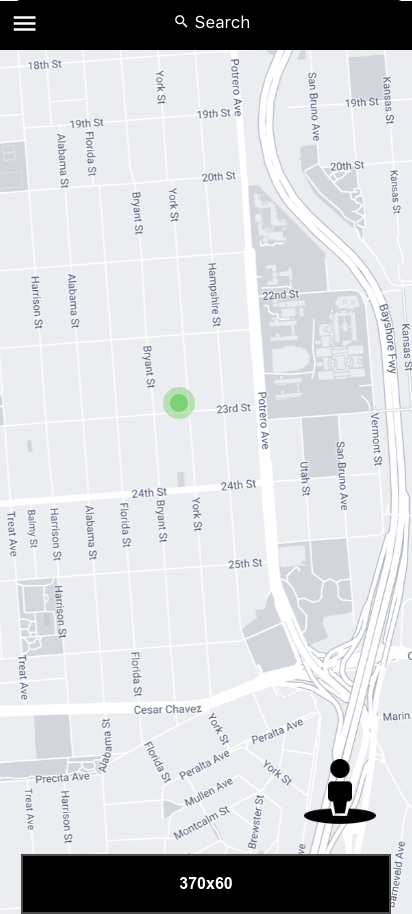 Search
18th St
Potrero Ave
York St
San Bruno Ave
Kansas St
19th St
19th St
19th St
Alabama St
Florida St
20th St
20th St
Kansas St
Bryant St
York St
Harrison St
Alabama St
Hampshire St
22nd St
Bayshore Fwy
Kansas St
Bryant St
23rd St
Potrero Ave
Vermont St
San Bruno Ave
Utah St
24th St
24th St
Treat Ave
Balmy St
Harrison St
Alabama St
Florida St
Bryant St
York St
25th St
Harrison St
Treat Ave
Florida St
Cesar Chavez
Marin
Alabama St
York St
Peralta Ave
Florida St
Peralta Ave
York St
Precita Ave
Mullen Ave
Treat Ave
Harrison St
Montcalm St
Brewster St
Barneveld Ave
370x60